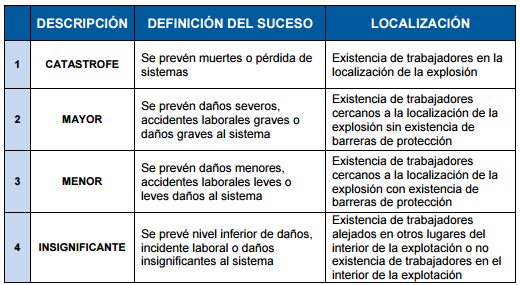 DESCRIPCIÓN DEFINICIÓN DEL SUCESO LOCALIZACIÓN
1 CATASTROFE
Se prevén muertes o pérdida de
sistemas
Existencia de trabajadores en la
localización de la explosión
2 MAYOR
Se prevén daños severos,
accidentes laborales graves o
daños graves al sistema
Existencia de trabajadores
cercanos a la localización de la
explosión sin existencia de
barreras de protección
3 MENOR
Se prevén daños menores,
accidentes laborales leves o
leves daños al sistema
Existencia de trabajadores
cercanos a la localización de la
explosión con existencia de
barreras de protección
4 INSIGNIFICANTE
Se prevé nivel inferior de daños,
incidente laboral o daños
insignificantes al sistema
Existencia de trabajadores
alejados en otros lugares del
interior de la explotación o no
existencia de trabajadores en el
interior de la explotación